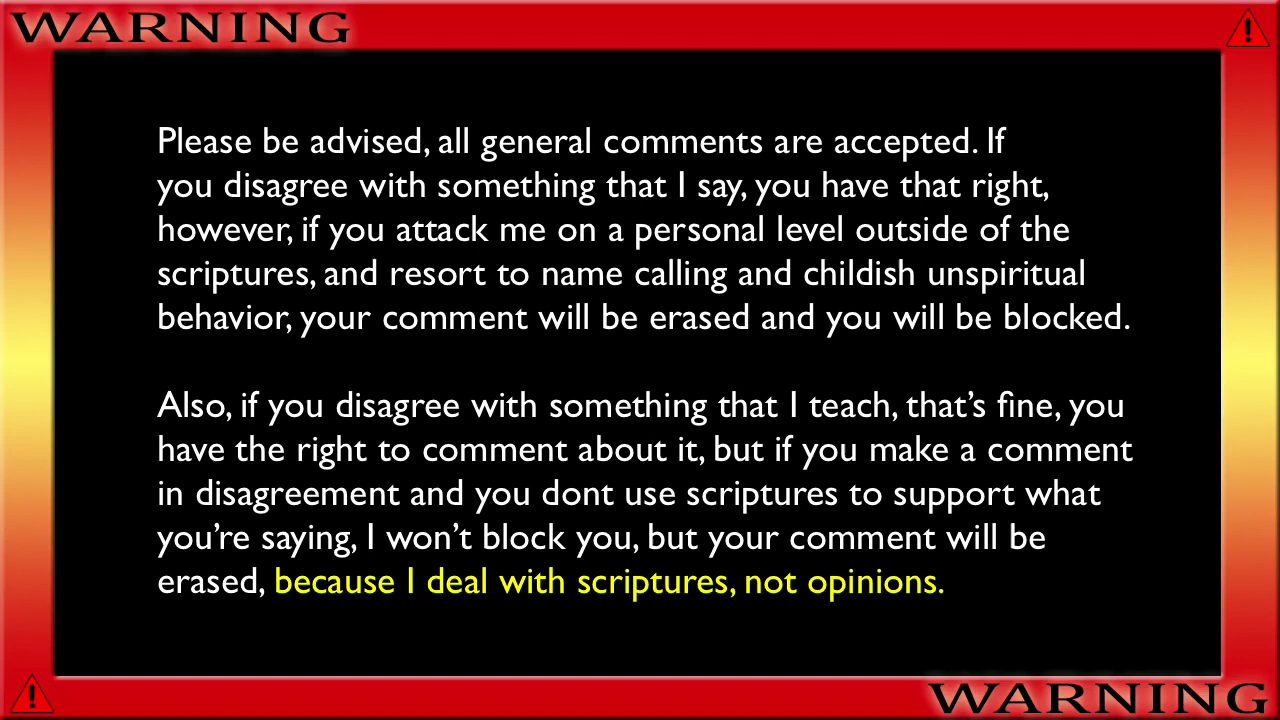 WARNING
Please be advised, all general comments are accepted. If
you disagree with something that I say, you have that right,
however, if you attack me on a personal level outside of the
scriptures, and resort to name calling and childish unspiritual
behavior, your comment will be erased and you will be blocked.
Also, if you disagree with something that I teach, that’s fine, you
have the right to comment about it, but if you make a comment
in disagreement and you dont use scriptures to support what
you’re saying, I won’t block you, but your comment will be
erased, because I deal with scriptures, not opinions.
WARNING